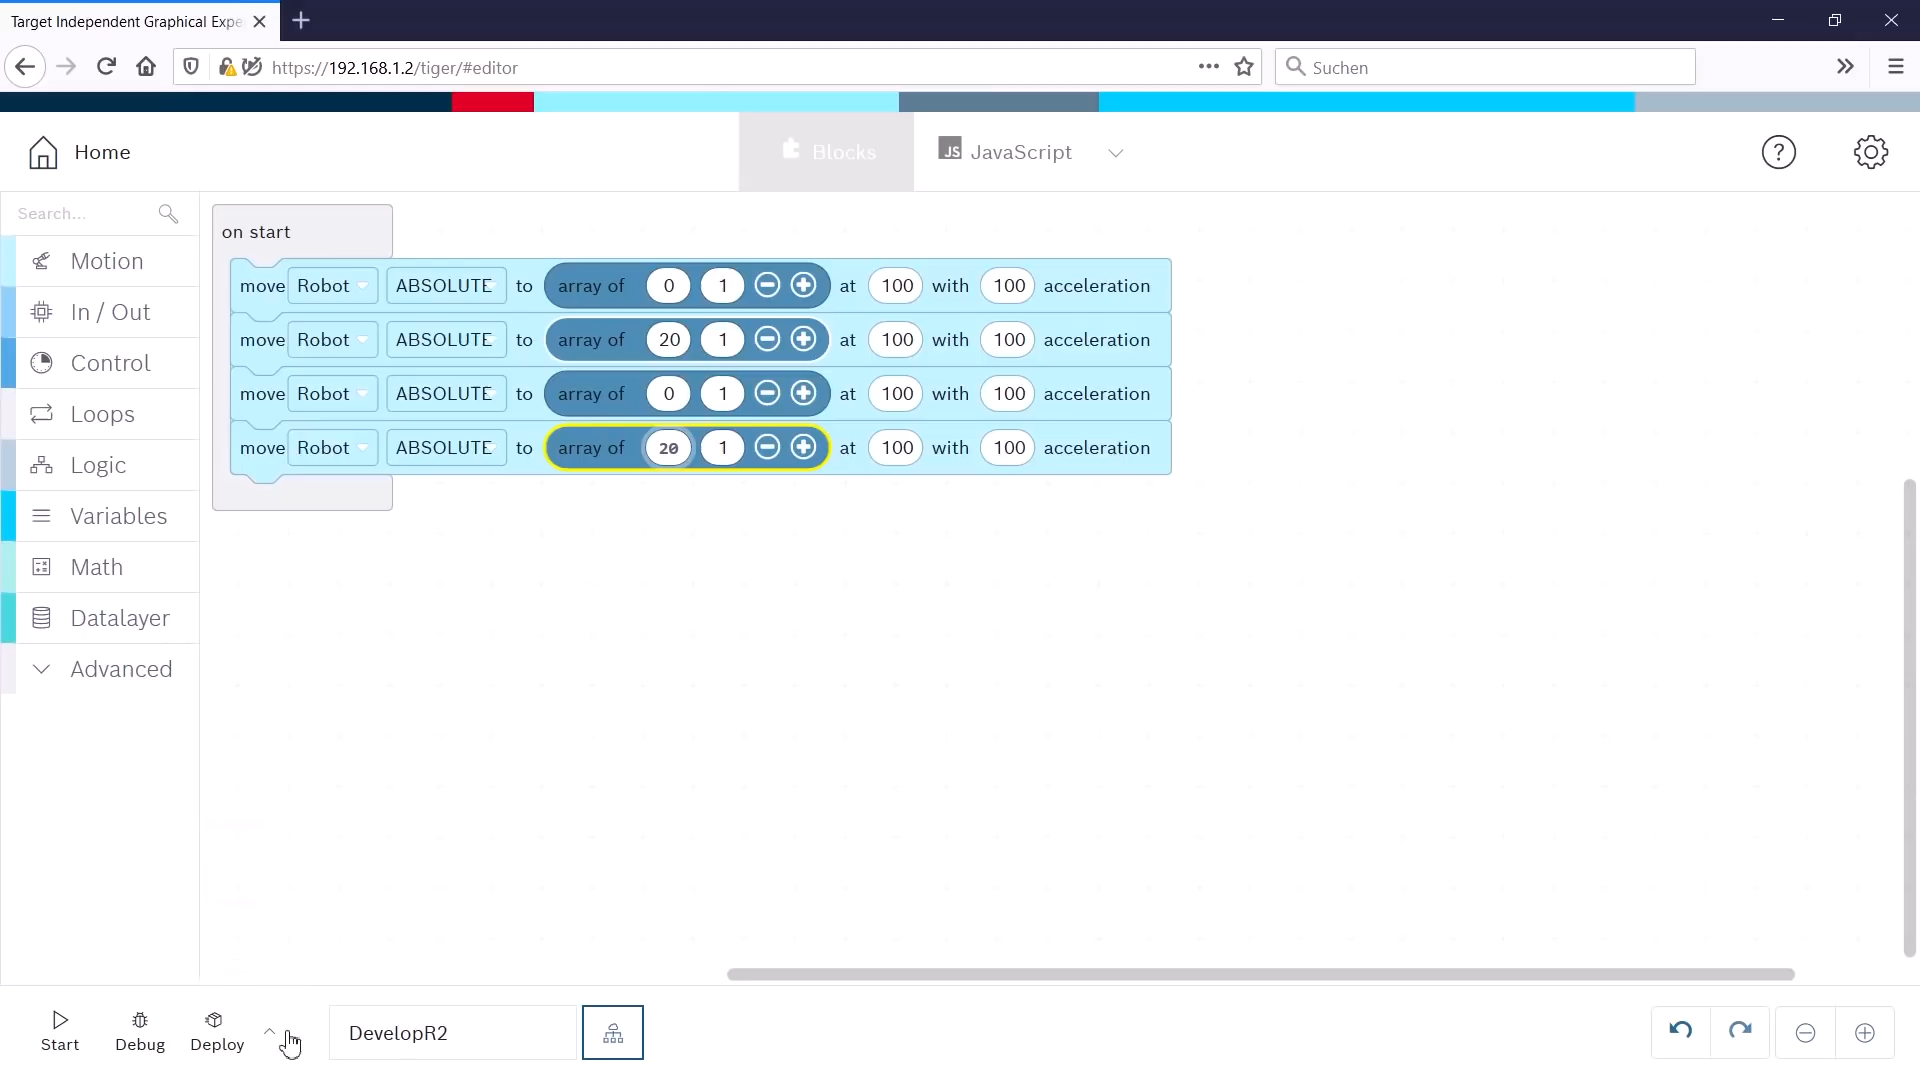 Target Independent Graphical Expe
https://192.168.1.2/tiger/#editor
Suchen
Home
Blocks
JS JavaScript
Search...
Motion
In / Out
Control
Loops
Logic
Variables
Math
Datalayer
Advanced
on start
move Robot ABSOLUTE to array of 0 1 at 100 with 100 acceleration
move Robot ABSOLUTE to array of 20 1 at 100 with 100 acceleration
move Robot ABSOLUTE to array of 0 1 at 100 with 100 acceleration
move Robot ABSOLUTE to array of 20 1 at 100 with 100 acceleration
Start
Debug
Deploy
DevelopR2